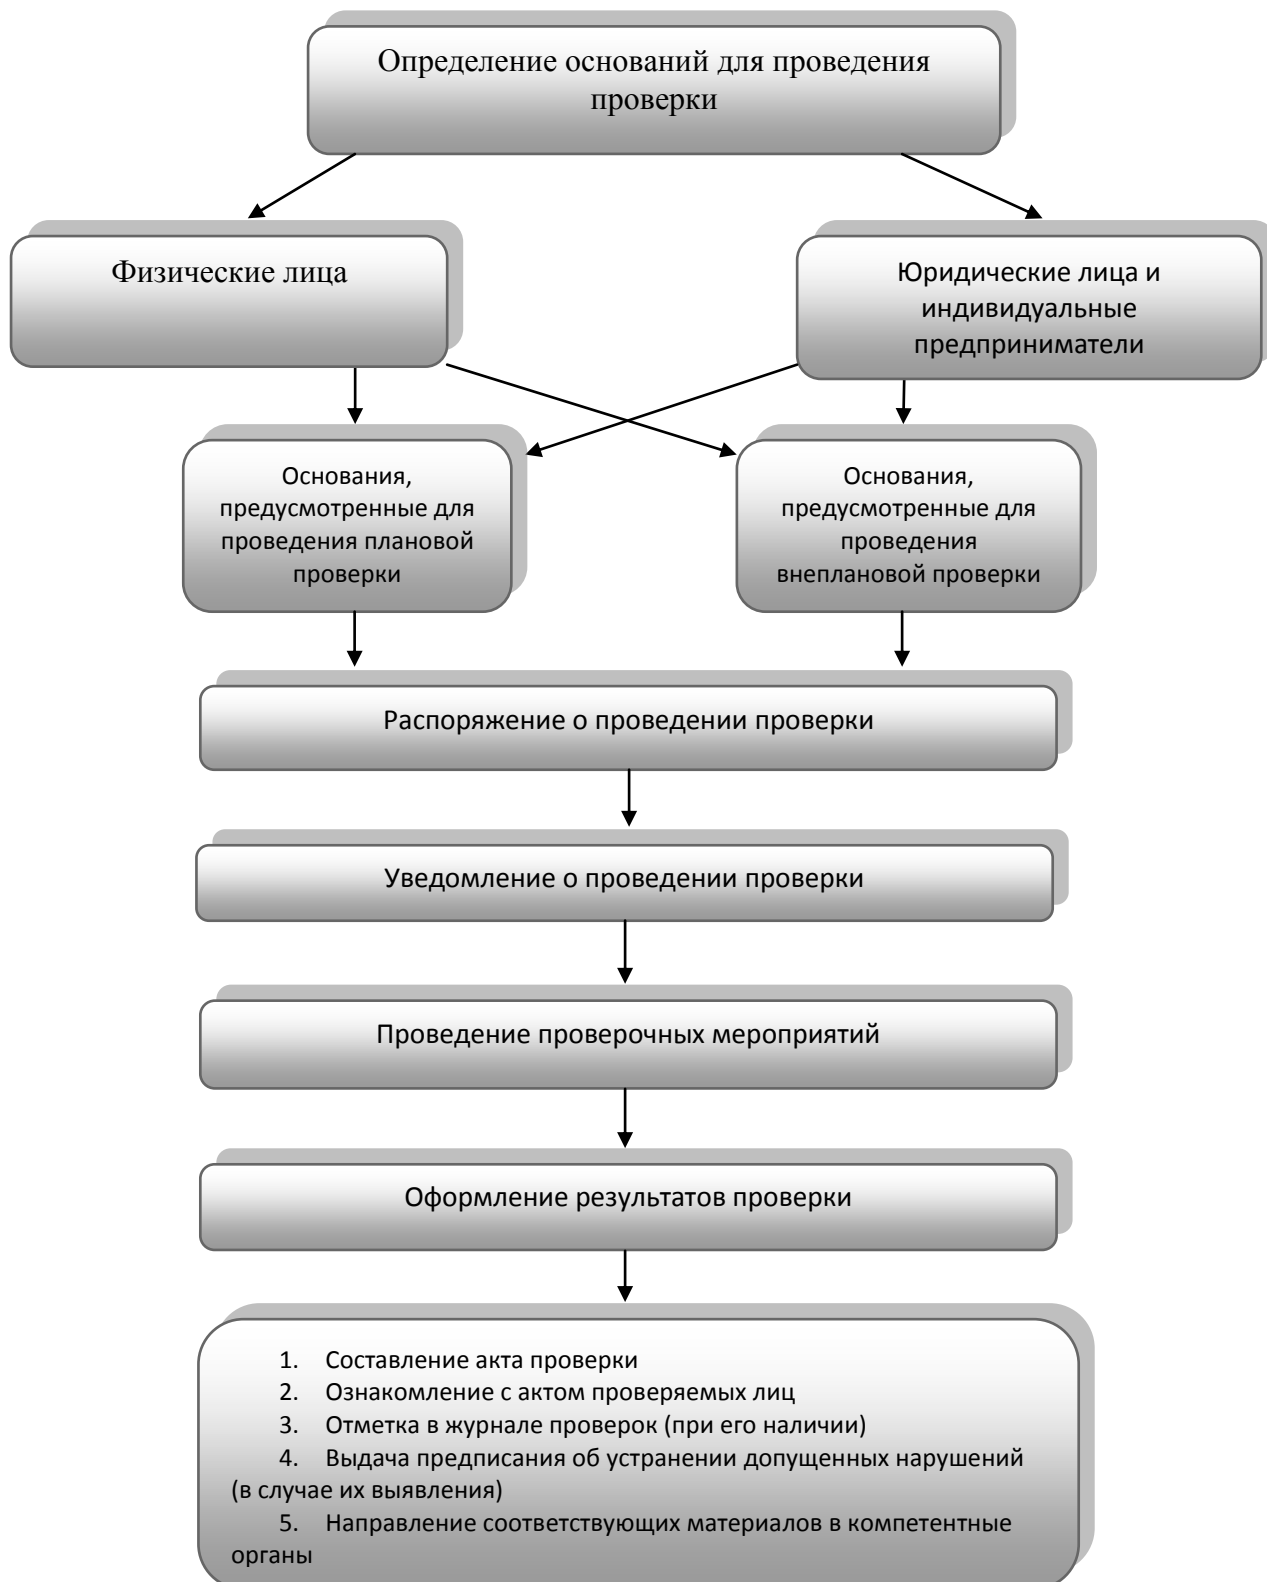 Определение оснований для проведения
проверки
Физические лица
Юридические лица и
индивидуальные
предприниматели
Основания,
предусмотренные для
проведения плановой
проверки
Основания,
предусмотренные для
проведения
внеплановой проверки
Распоряжение о проведении проверки
Уведомление о проведении проверки
Проведение проверочных мероприятий
Оформление результатов проверки
1. Составление акта проверки
2. Ознакомление с актом проверяемых лиц
3. Отметка в журнале проверок (при его наличии)
4. Выдача предписания об устранении допущенных нарушений
(в случае их выявления)
5. Направление соответствующих материалов в компетентные
органы